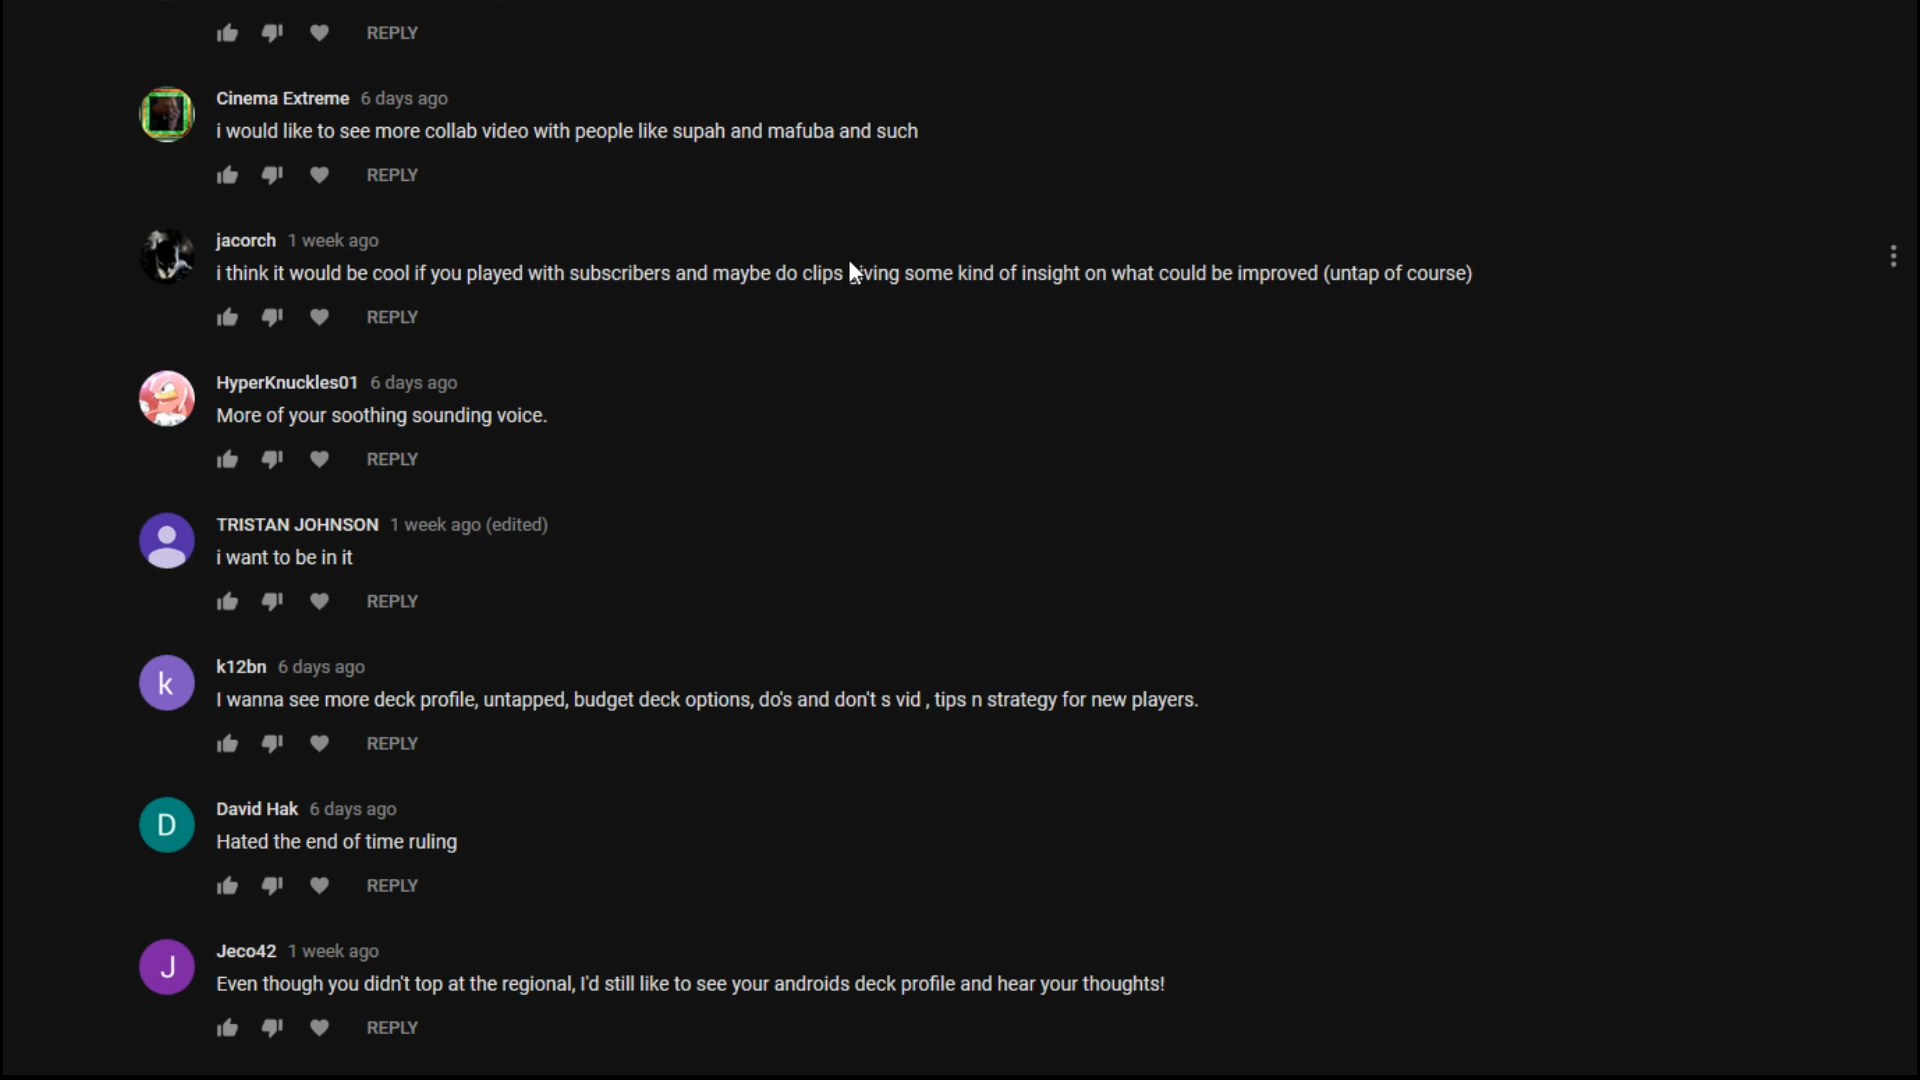 REPLY
Cinema Extreme 6 days ago
i would like to see more collab video with people like supah and mafuba and such
REPLY
jacorch 1 week ago
i think it would be cool if you played with subscribers and maybe do clips giving some kind of insight on what could be improved (untap of course)
REPLY
HyperKnuckles01 6 days ago
More of your soothing sounding voice.
REPLY
TRISTAN JOHNSON 1 week ago (edited)
i want to be in it
REPLY
k
k12bn 6 days ago
I wanna see more deck profile, untapped, budget deck options, do's and don't s vid , tips n strategy for new players.
REPLY
D
David Hak 6 days ago
Hated the end of time ruling
REPLY
J
Jeco42 1 week ago
Even though you didn't top at the regional, I'd still like to see your androids deck profile and hear your thoughts!
REPLY